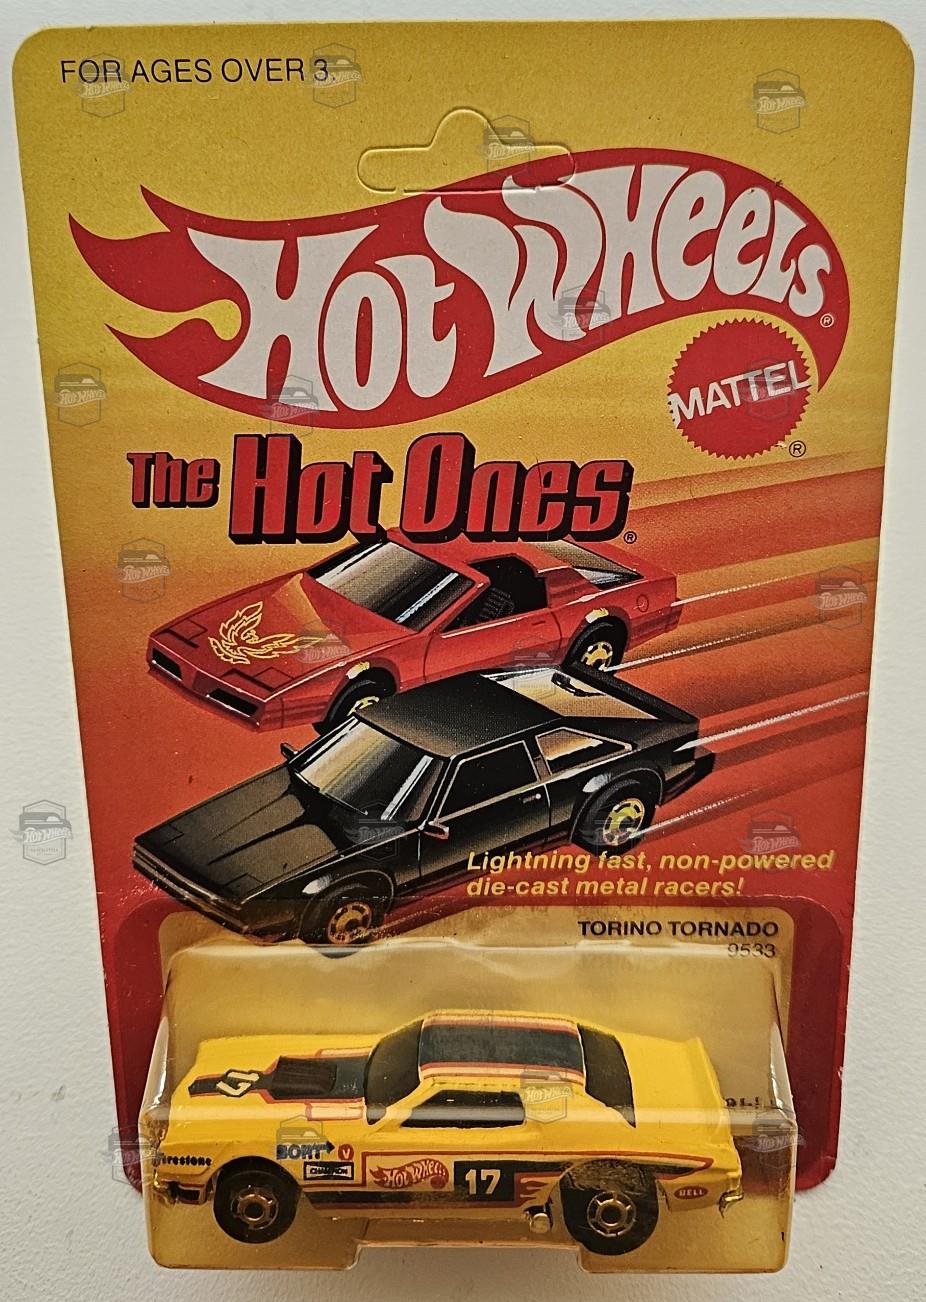 FOR AGES OVER 3.
Hot Wheels®
MATTEL
®
The Hot Ones®
Lightning fast, non-powered
die-cast metal racers!
TORINO TORNADO
9533
17
Firestone
V
CHAMPION
Hot Wheels
17
BELL